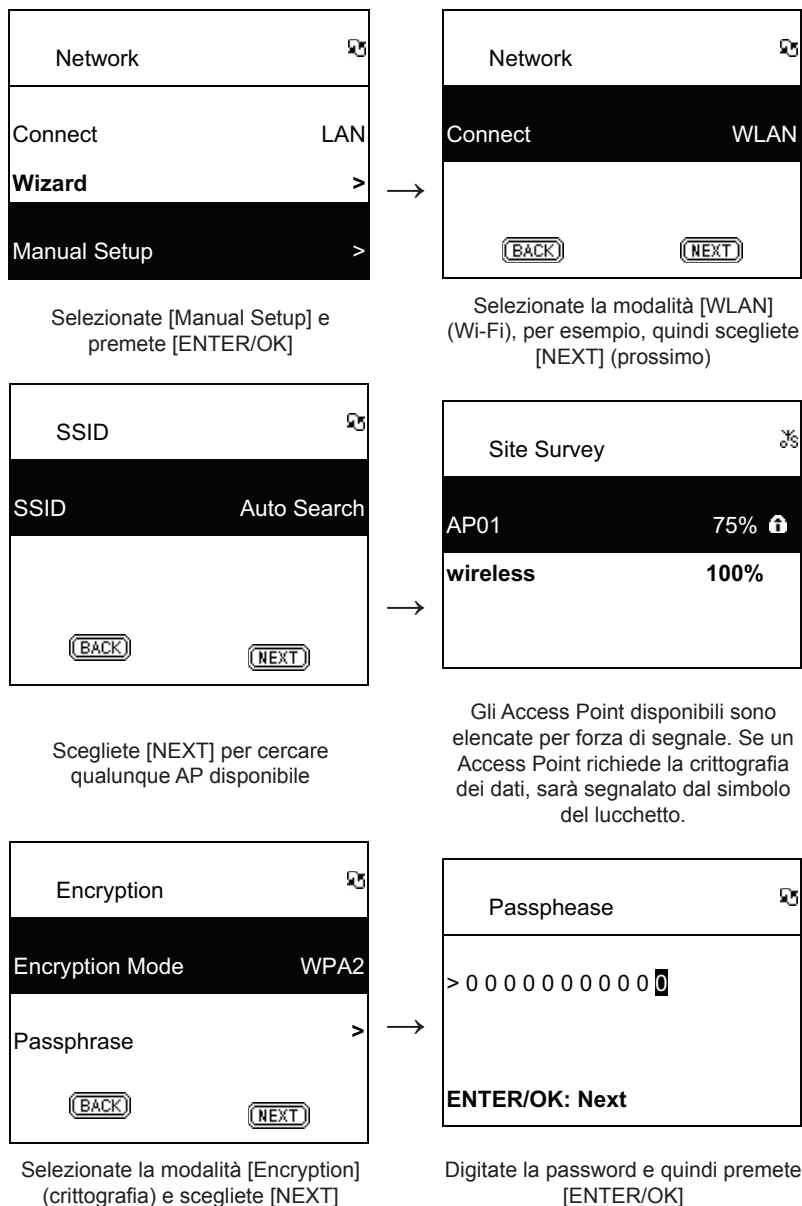 Network
Connect LAN
Wizard >
Manual Setup >
Selezionate [Manual Setup] e
premete [ENTER/OK]
→
Network
Connect WLAN
BACK NEXT
Selezionate la modalità [WLAN]
(Wi-Fi), per esempio, quindi scegliete
[NEXT] (prossimo)
SSID
SSID Auto Search
BACK NEXT
Scegliete [NEXT] per cercare
qualunque AP disponibile
→
Site Survey
AP01 75%
wireless 100%
Gli Access Point disponibili sono
elencate per forza di segnale. Se un
Access Point richiede la crittografia
dei dati, sarà segnalato dal simbolo
del lucchetto.
Encryption
Encryption Mode WPA2
Passphrase >
BACK NEXT
Selezionate la modalità [Encryption]
(crittografia) e scegliete [NEXT]
→
Passphease
> 0 0 0 0 0 0 0 0 0 0 0
ENTER/OK: Next
Digitate la password e quindi premete
[ENTER/OK]